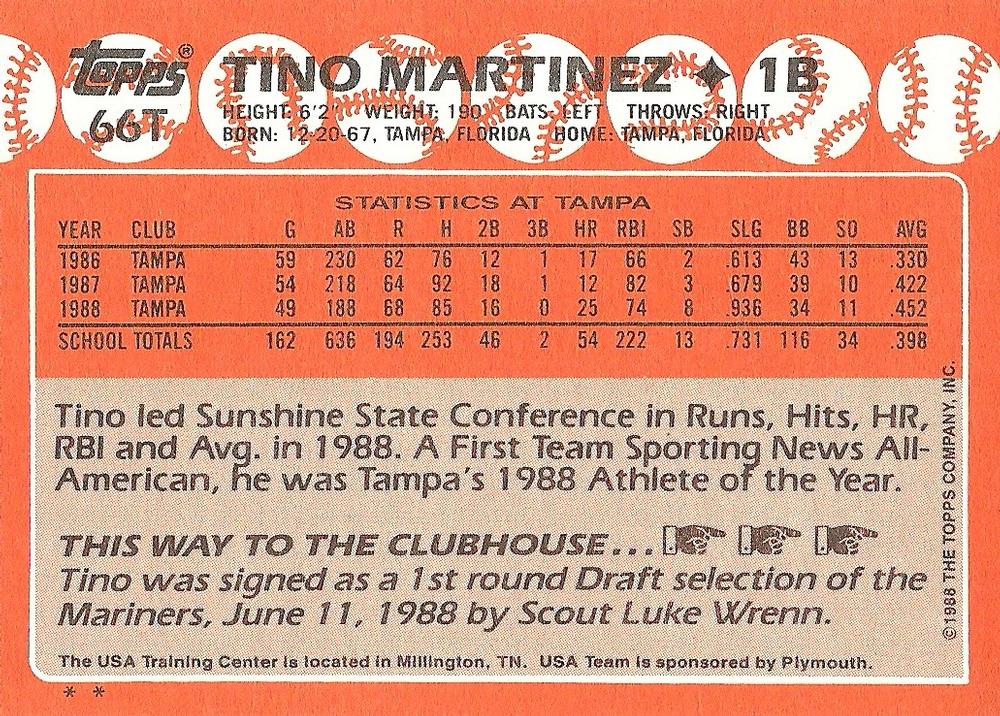 Topps®
66T
TINO MARTINEZ ✦ 1B
HEIGHT: 6'2" WEIGHT: 190 BATS: LEFT THROWS: RIGHT
BORN: 12-20-67, TAMPA, FLORIDA HOME: TAMPA, FLORIDA
STATISTICS AT TAMPA
YEAR CLUB G AB R H 2B 3B HR RBI SB SLG BB SO AVG
1986 TAMPA 59 230 62 76 12 1 17 66 2 .613 43 13 .330
1987 TAMPA 54 218 64 92 18 1 12 82 3 .679 39 10 .422
1988 TAMPA 49 188 68 85 16 0 25 74 8 .936 34 11 .452
SCHOOL TOTALS 162 636 194 253 46 2 54 222 13 .731 116 34 .398
Tino led Sunshine State Conference in Runs, Hits, HR,
RBI and Avg. in 1988. A First Team Sporting News All-
American, he was Tampa's 1988 Athlete of the Year.
THIS WAY TO THE CLUBHOUSE...
Tino was signed as a 1st round Draft selection of the
Mariners, June 11, 1988 by Scout Luke Wrenn.
The USA Training Center is located in Millington, TN. USA Team is sponsored by Plymouth.
* *
©1988 THE TOPPS COMPANY, INC.